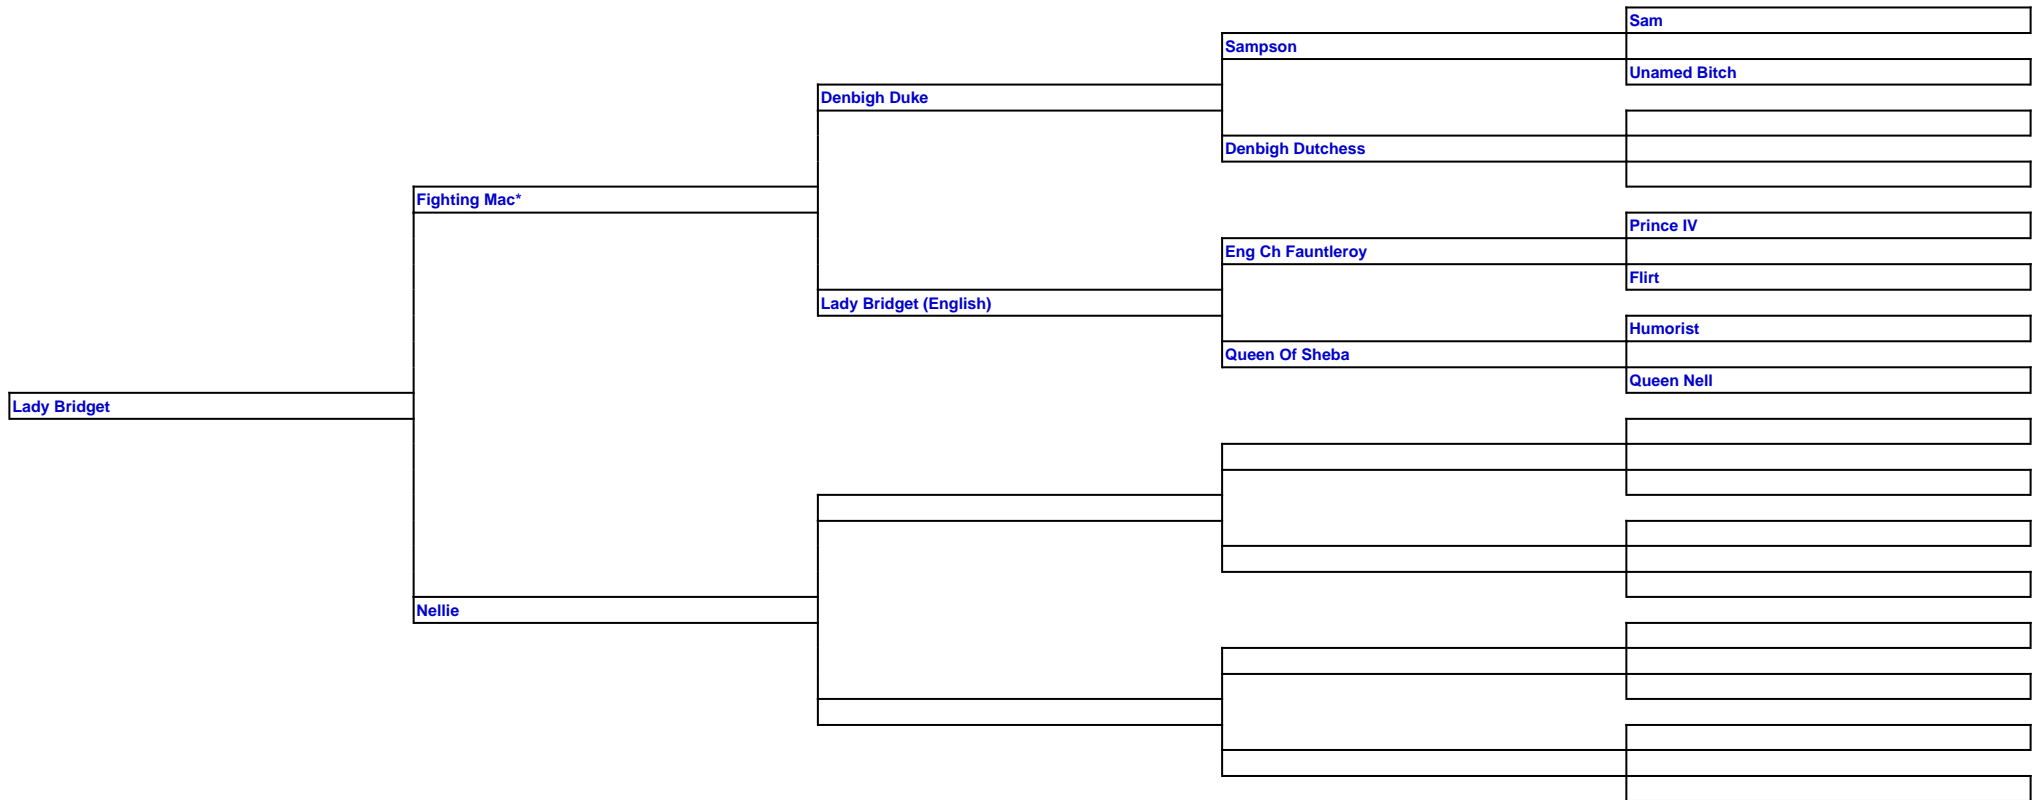 Sam
Sampson
Unamed Bitch
Denbigh Duke
Denbigh Dutchess
Fighting Mac*
Prince IV
Eng Ch Fauntleroy
Flirt
Lady Bridget (English)
Humorist
Queen Of Sheba
Queen Nell
Lady Bridget
Nellie